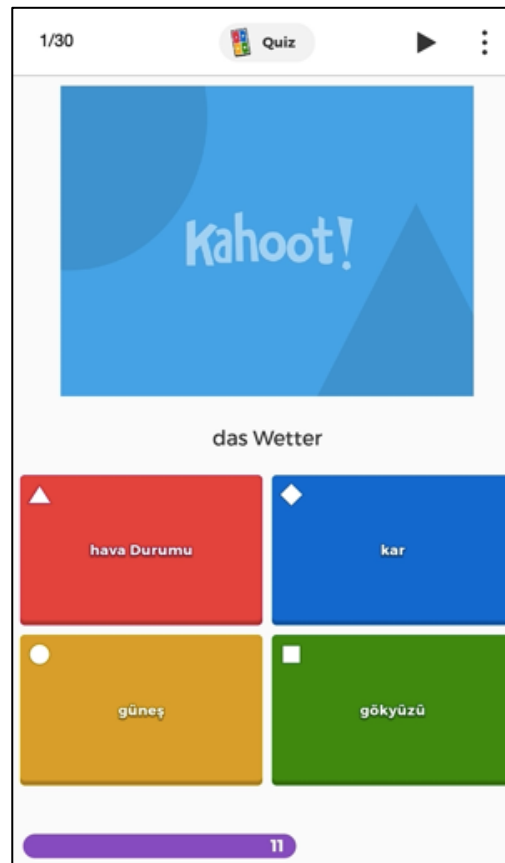 1/30
Quiz
Kahoot!
das Wetter
hava Durumu
kar
güneş
gökyüzü
11